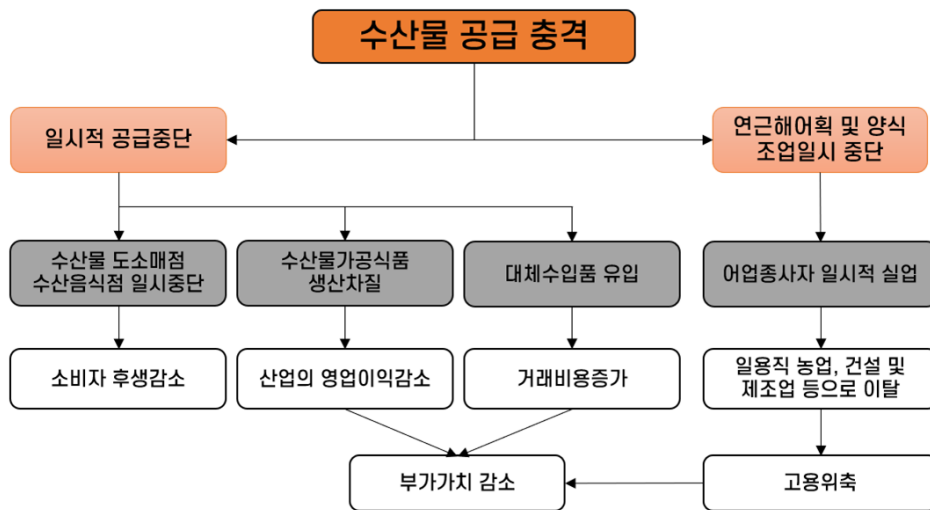 수산물 공급 충격
일시적 공급중단
연근해어획 및 양식
조업일시 중단
수산물 도소매점
수산음식점 일시중단
수산물가공식품
생산차질
대체수입품 유입
어업종사자 일시적 실업
소비자 후생감소
산업의 영업이익감소
거래비용증가
일용직 농업, 건설 및
제조업 등으로 이탈
부가가치 감소
고용위축